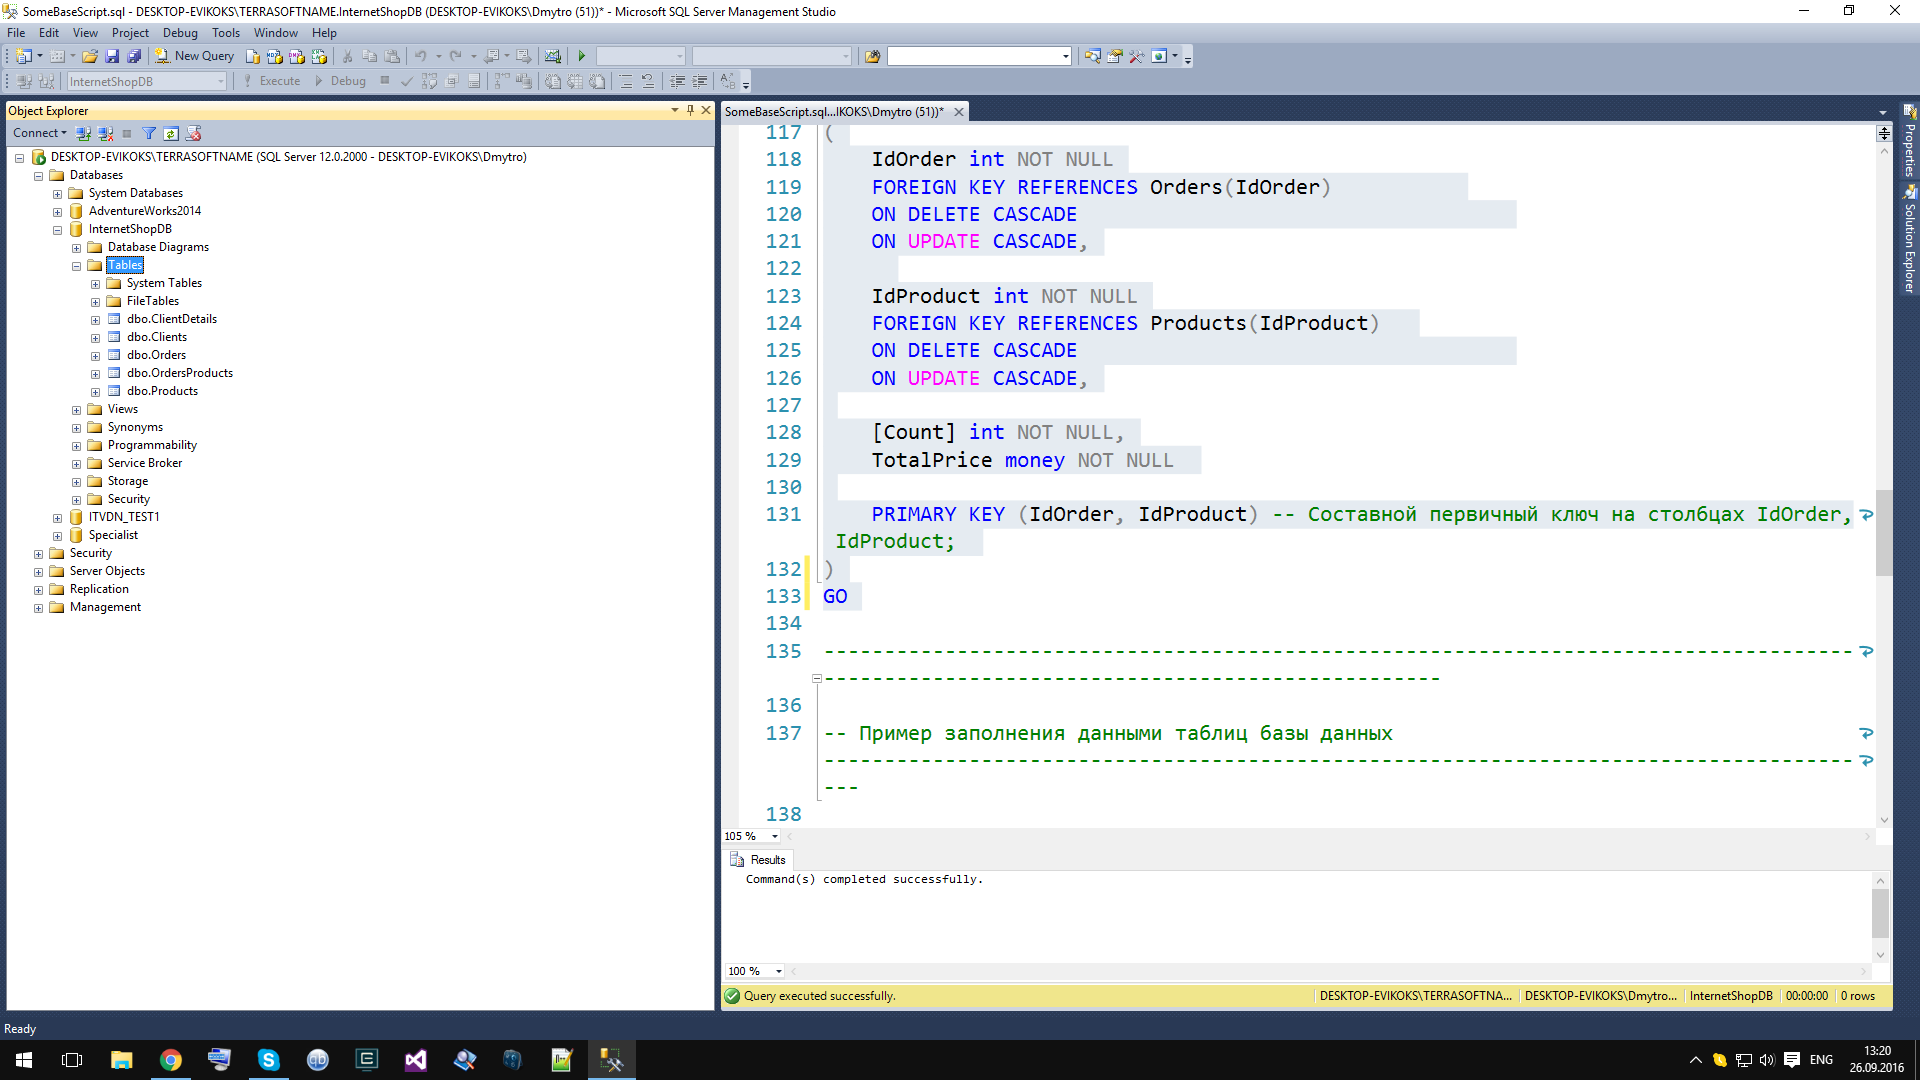 SomeBaseScript.sql - DESKTOP-EVIKOKS\TERRASOFTNAME.InternetShopDB (DESKTOP-EVIKOKS\Dmytro (51))* - Microsoft SQL Server Management Studio
File Edit View Project Debug Tools Window Help
New Query
InternetShopDB Execute Debug
Object Explorer
Connect
DESKTOP-EVIKOKS\TERRASOFTNAME (SQL Server 12.0.2000 - DESKTOP-EVIKOKS\Dmytro)
Databases
System Databases
AdventureWorks2014
InternetShopDB
Database Diagrams
Tables
System Tables
FileTables
dbo.ClientDetails
dbo.Clients
dbo.Orders
dbo.OrdersProducts
dbo.Products
Views
Synonyms
Programmability
Service Broker
Storage
Security
ITVDN_TEST1
Specialist
Security
Server Objects
Replication
Management
SomeBaseScript.sql...IKOKS\Dmytro (51))*
117 (
118 IdOrder int NOT NULL
119 FOREIGN KEY REFERENCES Orders(IdOrder)
120 ON DELETE CASCADE
121 ON UPDATE CASCADE,
122
123 IdProduct int NOT NULL
124 FOREIGN KEY REFERENCES Products(IdProduct)
125 ON DELETE CASCADE
126 ON UPDATE CASCADE,
127
128 [Count] int NOT NULL,
129 TotalPrice money NOT NULL
130
131 PRIMARY KEY (IdOrder, IdProduct) -- Составной первичный ключ на столбцах IdOrder,
IdProduct;
132 )
133 GO
134
135 -------------------------------------------------------------------------------------
---------------------------------------------------
136
137 -- Пример заполнения данными таблиц базы данных
-------------------------------------------------------------------------------------
---
138
105 %
Results
Command(s) completed successfully.
100 %
Query executed successfully. DESKTOP-EVIKOKS\TERRASOFTNA... DESKTOP-EVIKOKS\Dmytro... InternetShopDB 00:00:00 0 rows
Properties
Solution Explorer
Ready
ENG
13:20
26.09.2016